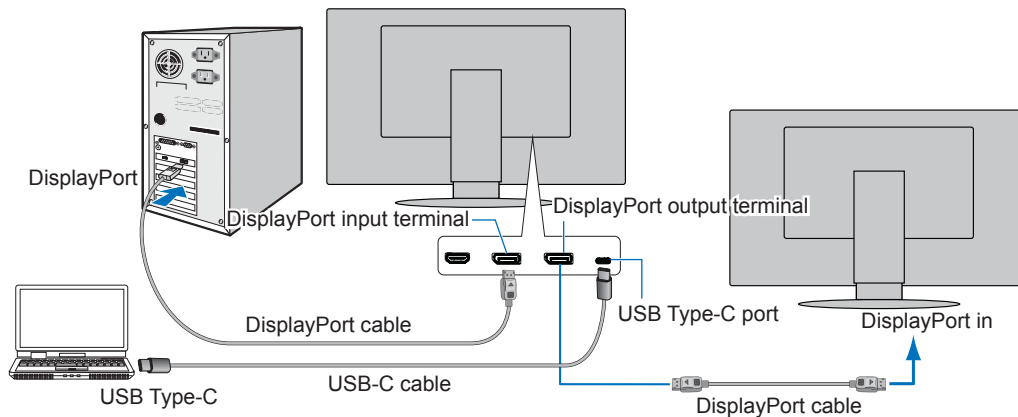 DisplayPort
DisplayPort input terminal
DisplayPort output terminal
USB Type-C port
DisplayPort in
DisplayPort cable
USB Type-C
USB-C cable
DisplayPort cable